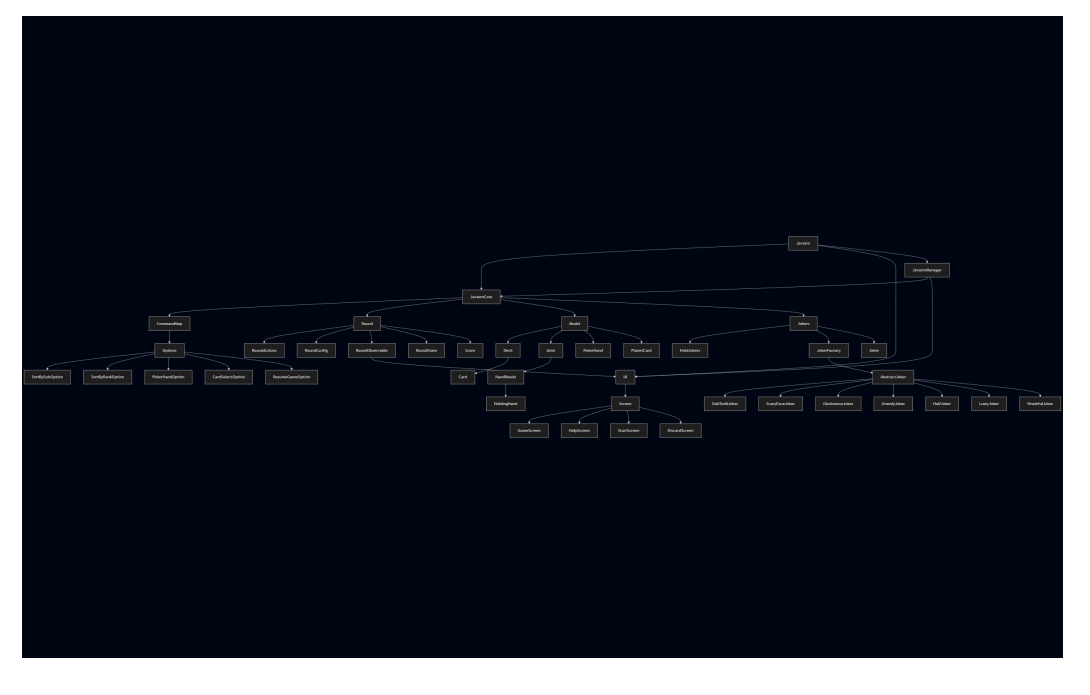 Javatro
JavatroManager
JavatroCore
CommandMap
Round
Model
Jokers
Options
RoundActions
RoundConfig
RoundObservable
RoundState
Score
Deck
Ante
PokerHand
PlanetCard
HeldJokers
JokerFactory
Joker
SortBySuitOption
SortByRankOption
PokerHandOption
CardSelectOption
ResumeGameOption
Card
HandResult
UI
AbstractJoker
HoldingHand
Screen
OddToddJoker
ScaryFaceJoker
GluttonousJoker
GreedyJoker
HalfJoker
LustyJoker
WrathfulJoker
GameScreen
HelpScreen
StartScreen
DiscardScreen